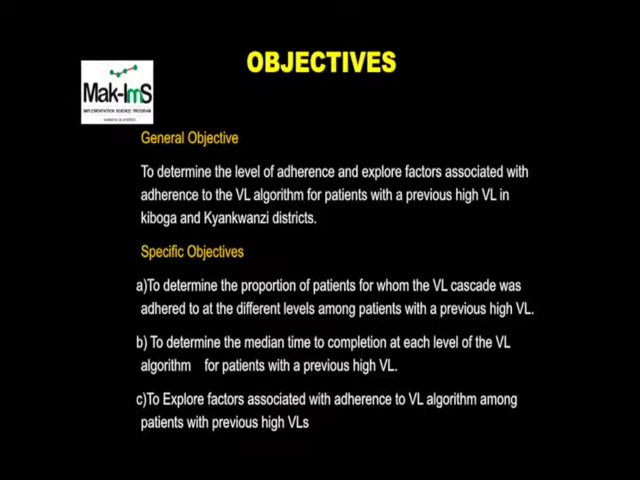 OBJECTIVES
Mak-ImS
IMPLEMENTATION SCIENCE PROGRAM
General Objective
To determine the level of adherence and explore factors associated with
adherence to the VL algorithm for patients with a previous high VL in
kiboga and Kyankwanzi districts.
Specific Objectives
a)To determine the proportion of patients for whom the VL cascade was
adhered to at the different levels among patients with a previous high VL.
b) To determine the median time to completion at each level of the VL
algorithm for patients with a previous high VL.
c)To Explore factors associated with adherence to VL algorithm among
patients with previous high VLs